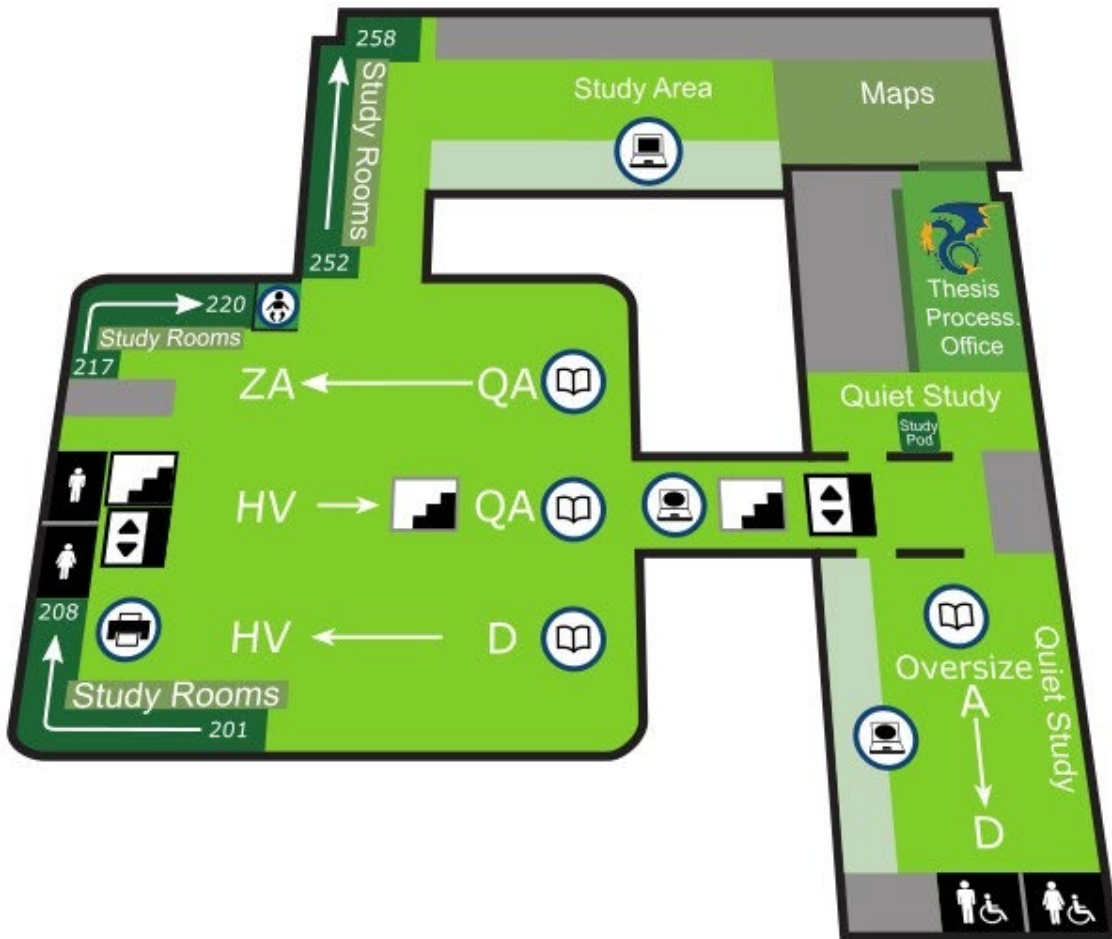 258
Study Rooms
252
Study Area
Maps
Thesis
Process.
Office
220
Study Rooms
217
ZA
QA
Quiet Study
Study
Pod
HV
QA
208
HV
D
Study Rooms
201
Oversize
A
D
Quiet Study